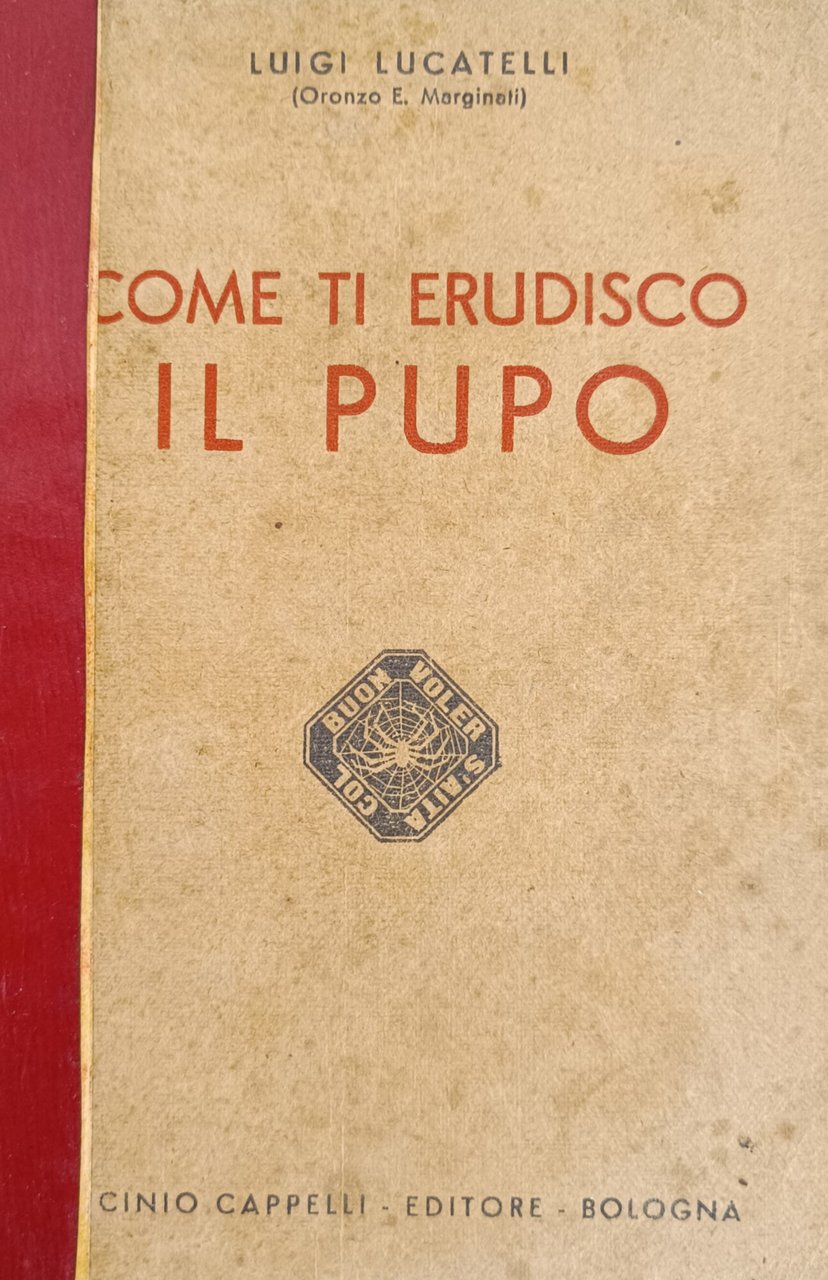 LUIGI LUCATELLI
(Oronzo E. Marginati)
COME TI ERUDISCO
IL PUPO
COL BUON VOLER S'AITA
CINIO CAPPELLI - EDITORE - BOLOGNA